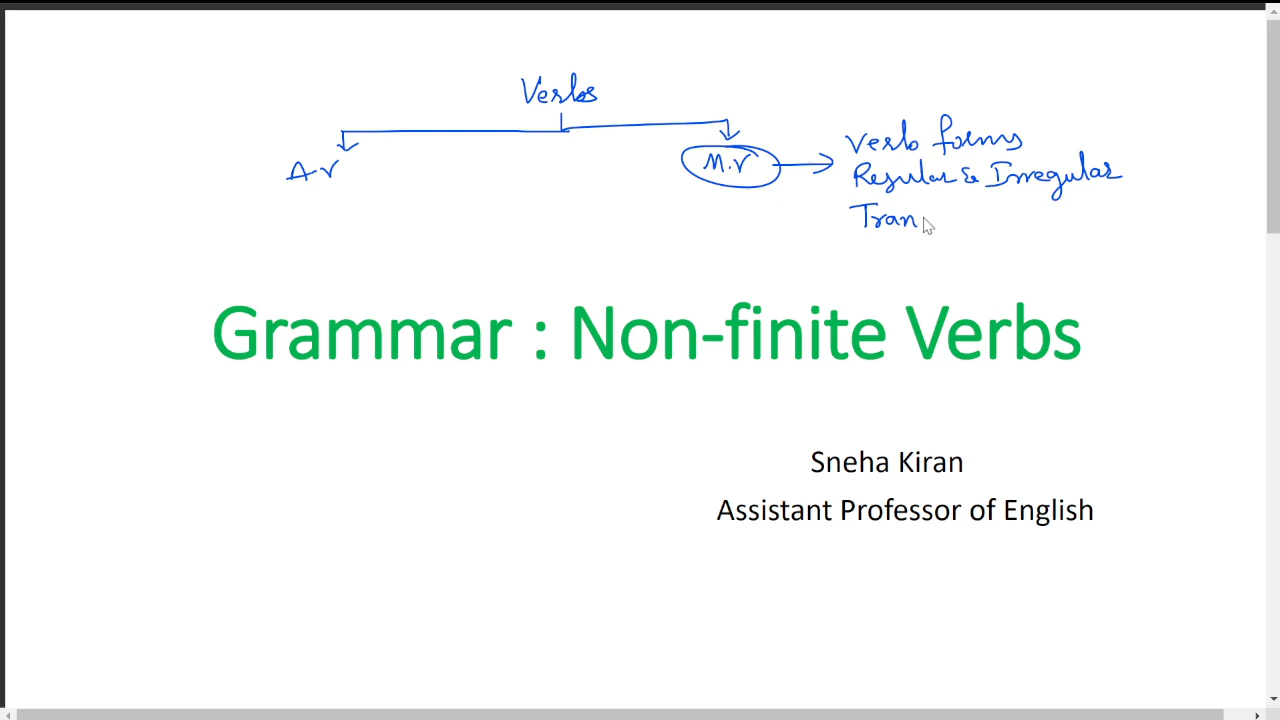 Verbs
A.V
M.V
Verb forms
Regular & Irregular
Tran
Grammar : Non-finite Verbs
Sneha Kiran
Assistant Professor of English